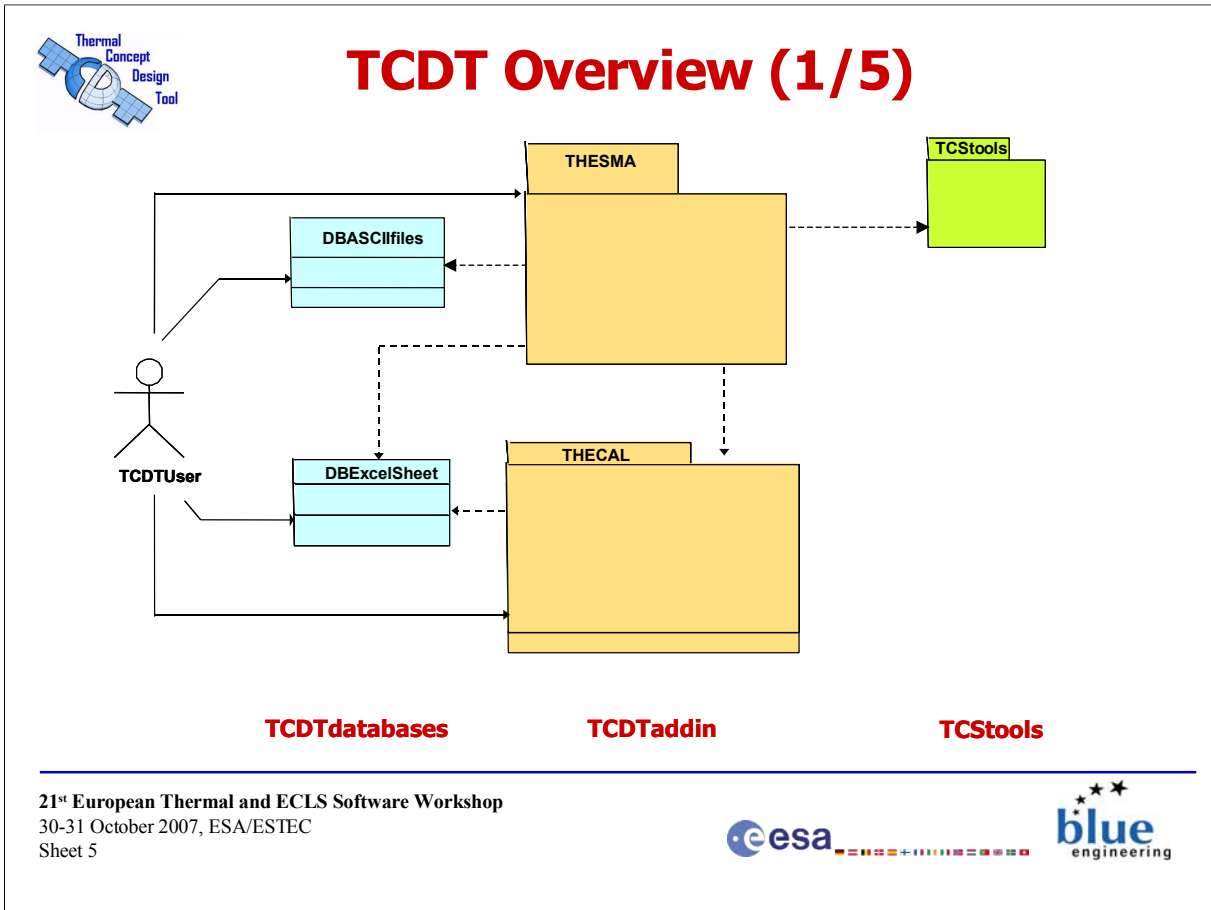 Thermal
Concept
Design
Tool
TCDT Overview (1/5)
THESMA
TCStools
DBASCIIfiles
TCDTUser
DBExcelSheet
THECAL
TCDTdatabases
TCDTaddin
TCStools
21st European Thermal and ECLS Software Workshop
30-31 October 2007, ESA/ESTEC
Sheet 5
esa
blue
engineering